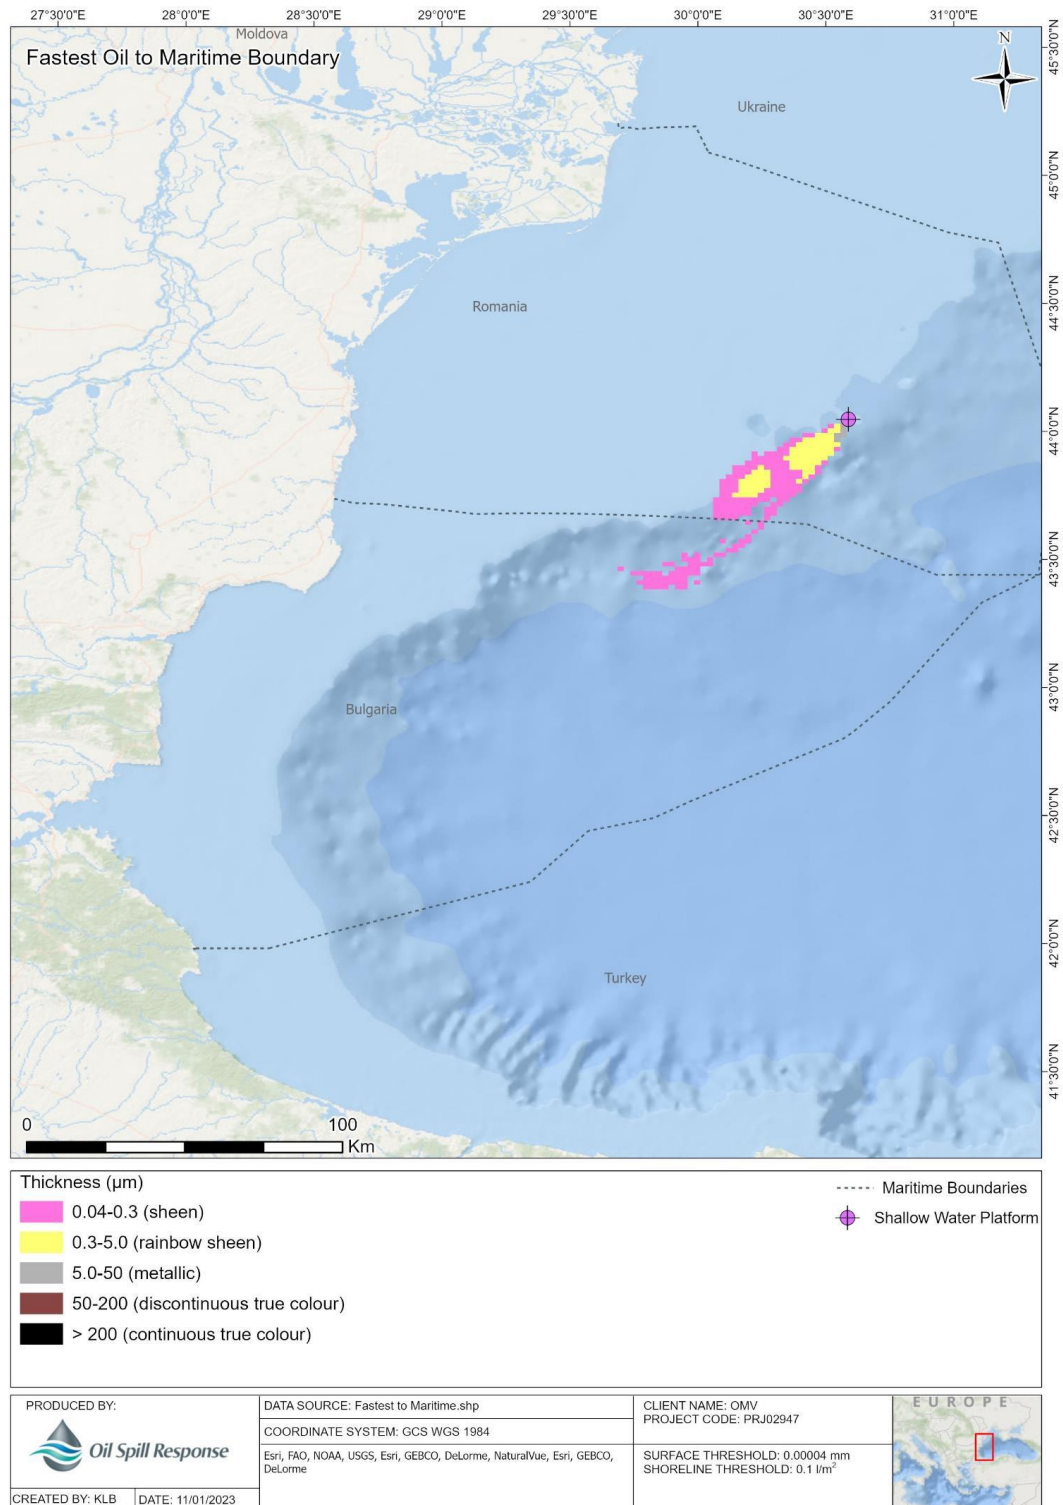 27°30'0"E 28°0'0"E 28°30'0"E 29°0'0"E 29°30'0"E 30°0'0"E 30°30'0"E 31°0'0"E
Moldova
Fastest Oil to Maritime Boundary
N
Ukraine
Romania
Bulgaria
Turkey
45°30'0"N
45°0'0"N
44°30'0"N
44°0'0"N
43°30'0"N
43°0'0"N
42°30'0"N
42°0'0"N
41°30'0"N
0 100
Km
Thickness (µm)
0.04-0.3 (sheen)
0.3-5.0 (rainbow sheen)
5.0-50 (metallic)
50-200 (discontinuous true colour)
> 200 (continuous true colour)
Maritime Boundaries
Shallow Water Platform
PRODUCED BY:
Oil Spill Response
CREATED BY: KLB
DATE: 11/01/2023
DATA SOURCE: Fastest to Maritime.shp
COORDINATE SYSTEM: GCS WGS 1984
Esri, FAO, NOAA, USGS, Esri, GEBCO, DeLorme, NaturalVue, Esri, GEBCO,
DeLorme
CLIENT NAME: OMV
PROJECT CODE: PRJ02947
SURFACE THRESHOLD: 0.00004 mm
SHORELINE THRESHOLD: 0.1 l/m²
EUROPE